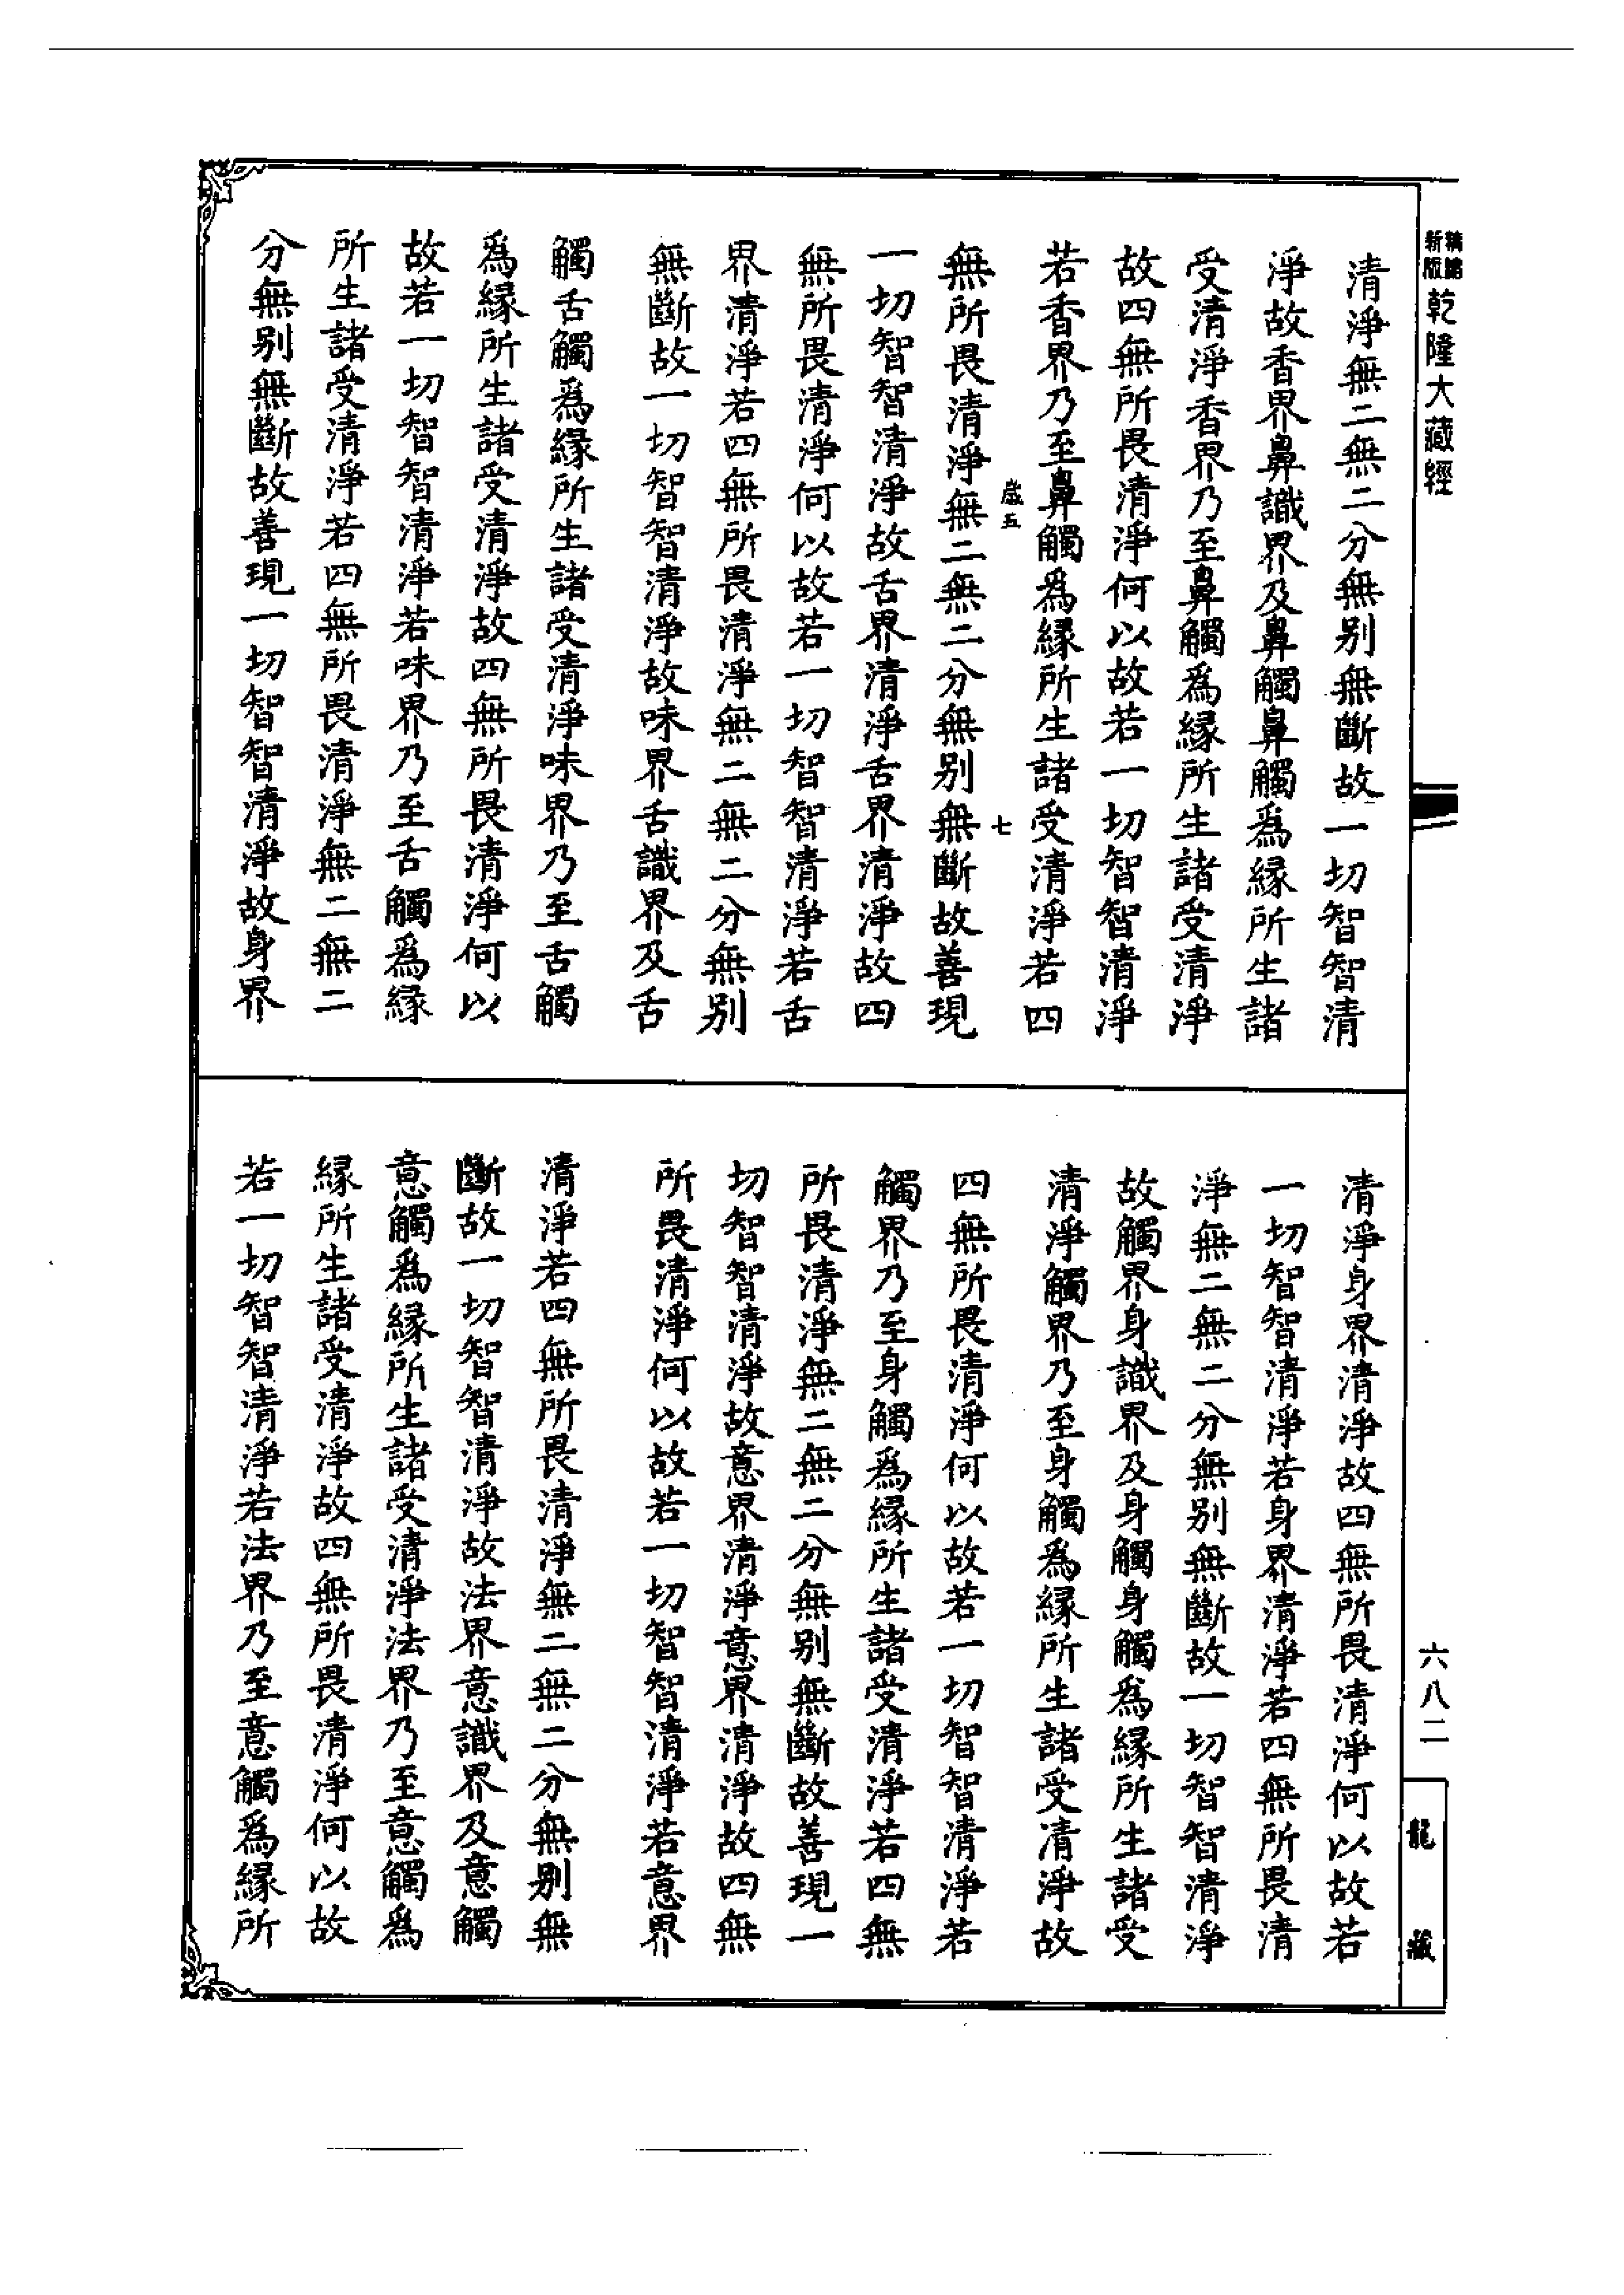 乾隆大藏經
清淨無二無二分無别無斷故一切智智清
淨故香界鼻識界及鼻觸鼻觸爲緣所生諸
受清淨香界乃至鼻觸爲緣所生諸受清淨
故四無所畏清淨何以故若一切智智清淨
若香界乃至鼻觸爲緣所生諸受清淨若四
歲五
七
無所畏清淨無二無二分無别無斷故善現
一切智智清淨故舌界清淨舌界清淨故四
無所畏清淨何以故若一切智智清淨若舌
界清淨若四無所畏清淨無二無二分無别
無斷故一切智智清淨故味界舌識界及舌
觸舌觸爲緣所生諸受清淨味界乃至舌觸
爲緣所生諸受清淨故四無所畏清淨何以
故若一切智智清淨若味界乃至舌觸爲緣
所生諸受清淨若四無所畏清淨無二無二
分無别無斷故善現一切智智清淨故身界
清淨身界清淨故四無所畏清淨何以故若
一切智智清淨若身界清淨若四無所畏清
淨無二無二分無别無斷故一切智智清淨
故觸界身識界及身觸身觸爲緣所生諸受
清淨觸界乃至身觸爲緣所生諸受清淨故
四無所畏清淨何以故若一切智智清淨若
觸界乃至身觸爲緣所生諸受清淨若四無
所畏清淨無二無二分無别無斷故善現一
切智智清淨故意界清淨意界清淨故四無
所畏清淨何以故若一切智智清淨若意界
清淨若四無所畏清淨無二無二分無别無
斷故一切智智清淨故法界意識界及意觸
意觸爲緣所生諸受清淨法界乃至意觸爲
緣所生諸受清淨故四無所畏清淨何以故
若一切智智清淨若法界乃至意觸爲緣所
六八二
龍藏